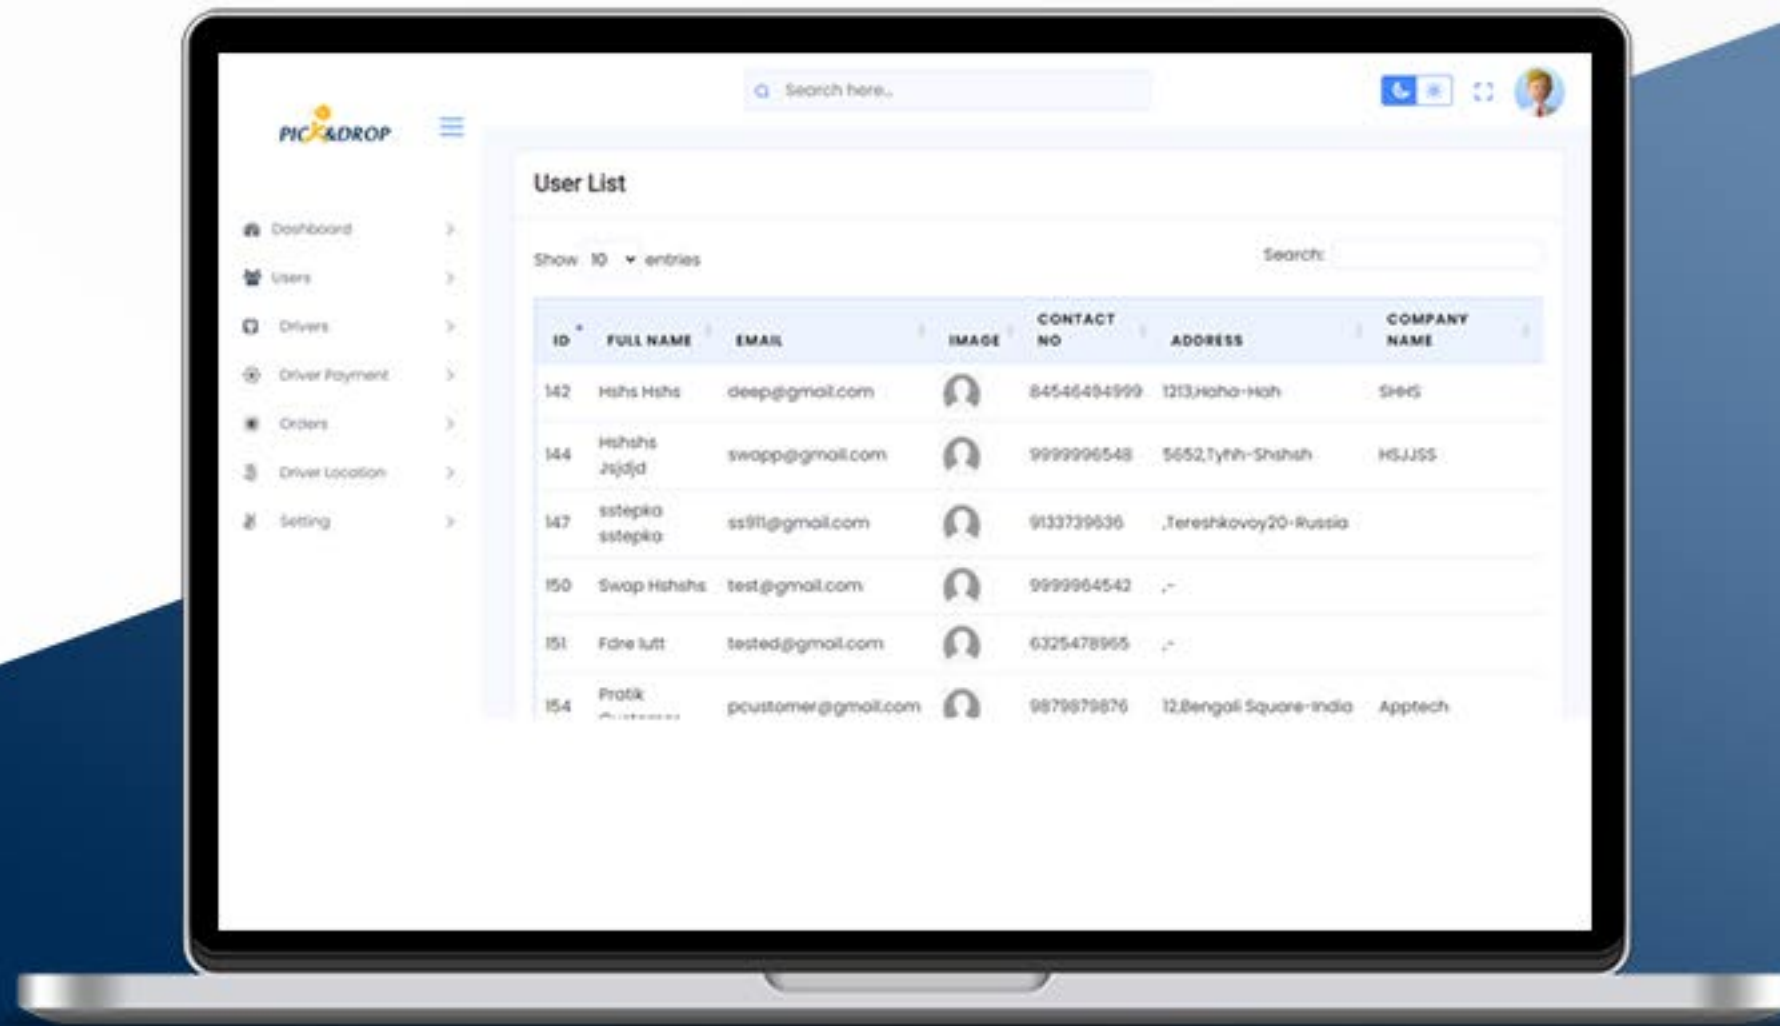 Search here..
PICK&DROP
User List
Dashboard
Show 10 entries
Search:
Users
Drivers
ID FULL NAME EMAIL IMAGE CONTACT NO ADDRESS COMPANY NAME
Driver Payment
142 Hshs Hshs deep@gmail.com 84546494999 1213,Haha-Hah SHHS
Orders
144 Hshshs Jsjdjd swapp@gmail.com 9999996548 5652,Tyhh-Shshsh HSJJSS
Driver Location
Setting
147 sstepka sstepka ss911@gmail.com 9133739636 ,Tereshkovoy20-Russia
150 Swap Hshshs test@gmail.com 9999964542 ,-
151 Fdre Iutt tested@gmail.com 6325478965 ,-
154 Pratik pcustomer@gmail.com 9879879876 12,Bengali Square-India Apptech